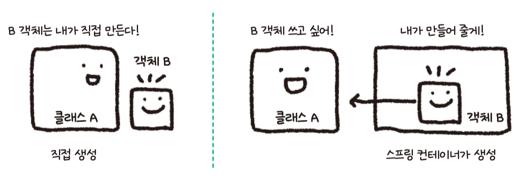 B 객체는 내가 직접 만든다!
객체 B
클래스 A
직접 생성
B 객체 쓰고 싶어!
내가 만들어 줄게!
클래스 A
객체 B
스프링 컨테이너가 생성